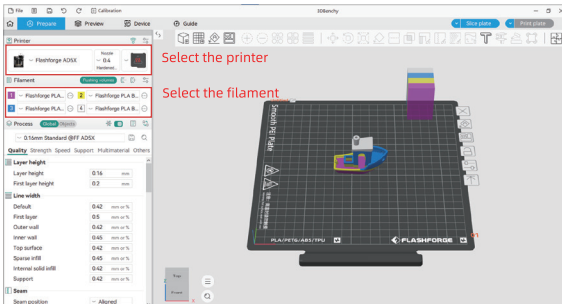 File
Calibration
3DBenchy
Prepare
Preview
Device
Guide
Slice plate
Print plate
Printer
Flashforge AD5X
Nozzle
0.4
Hardened...
Select the printer
Filament
Flushing volumes
1 Flashforge PLA... 2 Flashforge PLA B...
3 Flashforge PLA... 4 Flashforge PLA B...
Select the filament
Process Global Objects
0.16mm Standard @FF AD5X
Quality Strength Speed Support Multimaterial Others
Layer height
Layer height 0.16 mm
First layer height 0.2 mm
Line width
Default 0.42 mm or %
First layer 0.5 mm or %
Outer wall 0.42 mm or %
Inner wall 0.45 mm or %
Top surface 0.42 mm or %
Sparse infill 0.45 mm or %
Internal solid infill 0.42 mm or %
Support 0.42 mm or %
Seam
Seam position Aligned
Smooth PEI Plate
PLA/PETG/ABS/TPU
FLASHFORGE
Top
Front